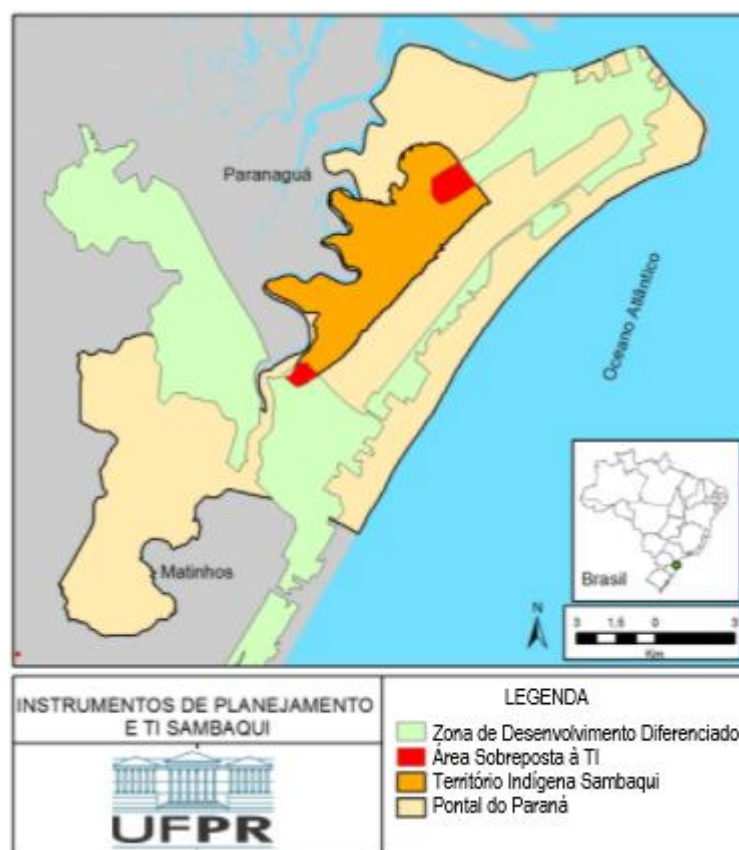 Paranaguá
Oceano Atlântico
Matinhos
Brasil
N
3 1,5 0 3
Km
INSTRUMENTOS DE PLANEJAMENTO
E TI SAMBAQUI
UFPR
LEGENDA
Zona de Desenvolvimento Diferenciado
Área Sobreposta à TI
Território Indígena Sambaqui
Pontal do Paraná